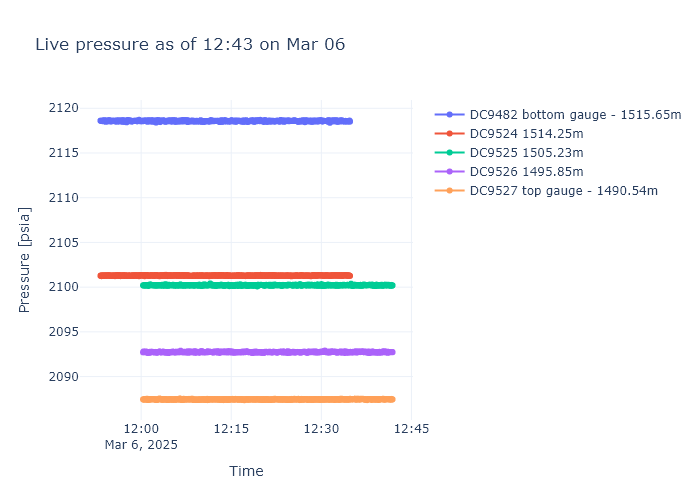 Live pressure as of 12:43 on Mar 06
2120
2115
2110
2105
2100
2095
2090
Pressure [psia]
12:00
Mar 6, 2025
12:15
12:30
12:45
Time
DC9482 bottom gauge - 1515.65m
DC9524 1514.25m
DC9525 1505.23m
DC9526 1495.85m
DC9527 top gauge - 1490.54m